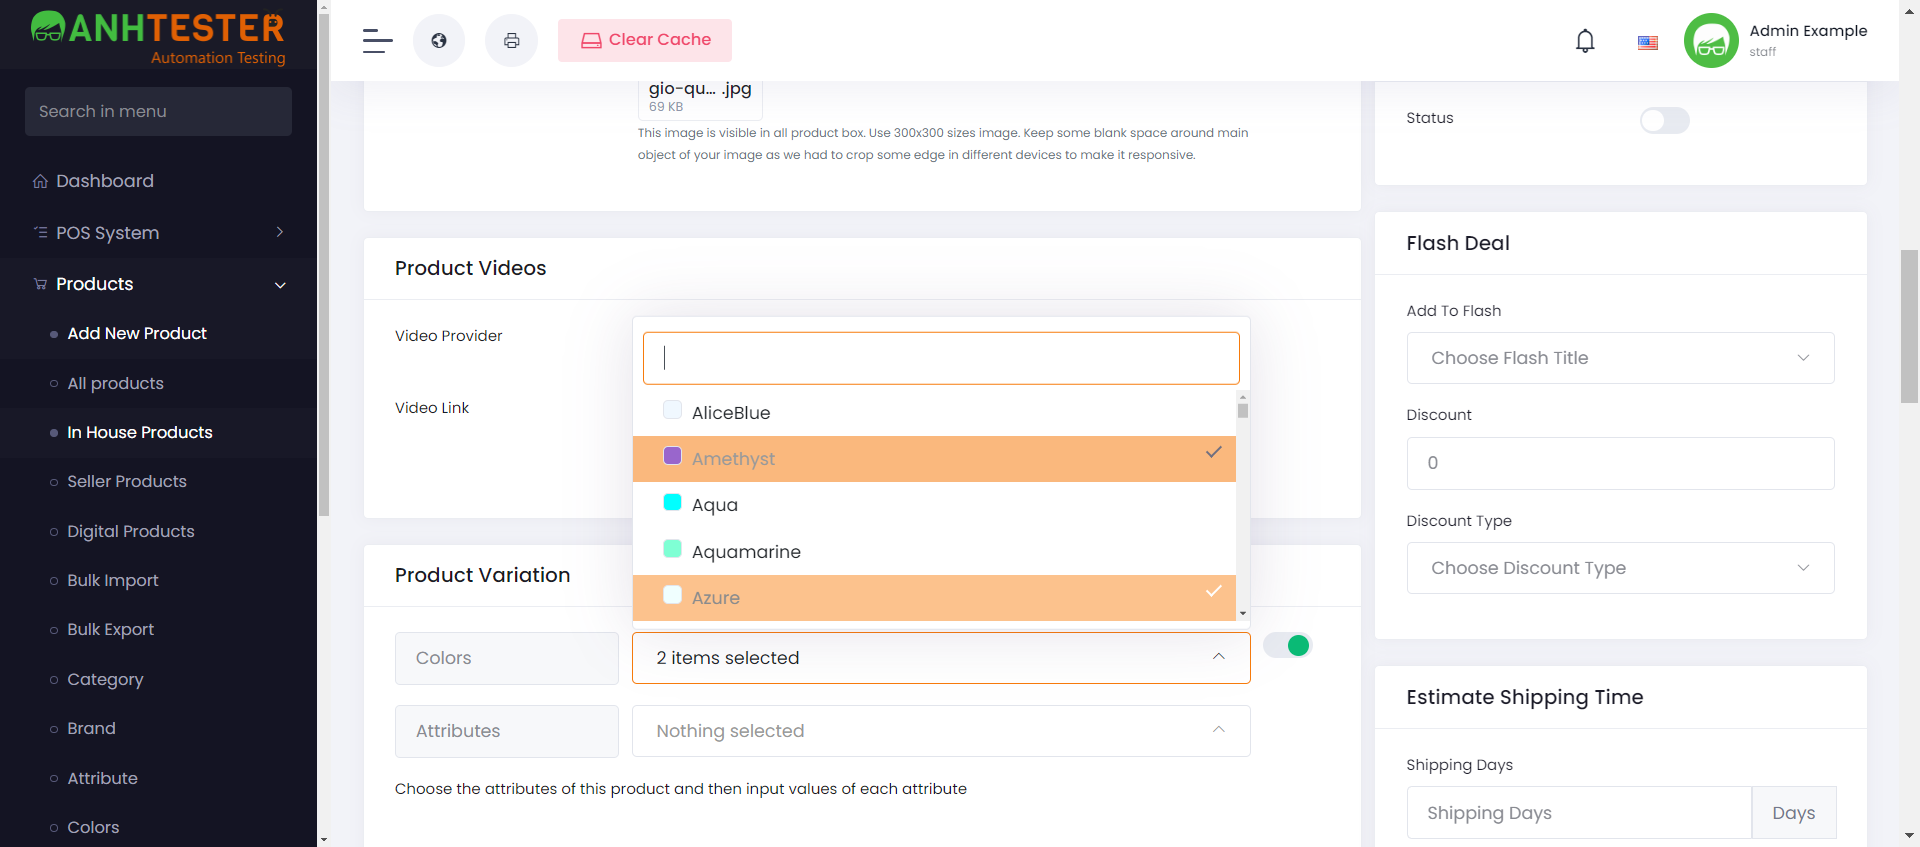 ANHTESTER
Automation Testing
Search in menu
Dashboard
POS System
Products
Add New Product
All products
In House Products
Seller Products
Digital Products
Bulk Import
Bulk Export
Category
Brand
Attribute
Colors
Clear Cache
Admin Example
staff
gio-qu... .jpg
69 KB
This image is visible in all product box. Use 300x300 sizes image. Keep some blank space around main
object of your image as we had to crop some edge in different devices to make it responsive.
Product Videos
Video Provider
Video Link
AliceBlue
Amethyst
Aqua
Aquamarine
Azure
Product Variation
Colors
2 items selected
Attributes
Nothing selected
Choose the attributes of this product and then input values of each attribute
Status
Flash Deal
Add To Flash
Choose Flash Title
Discount
0
Discount Type
Choose Discount Type
Estimate Shipping Time
Shipping Days
Shipping Days
Days